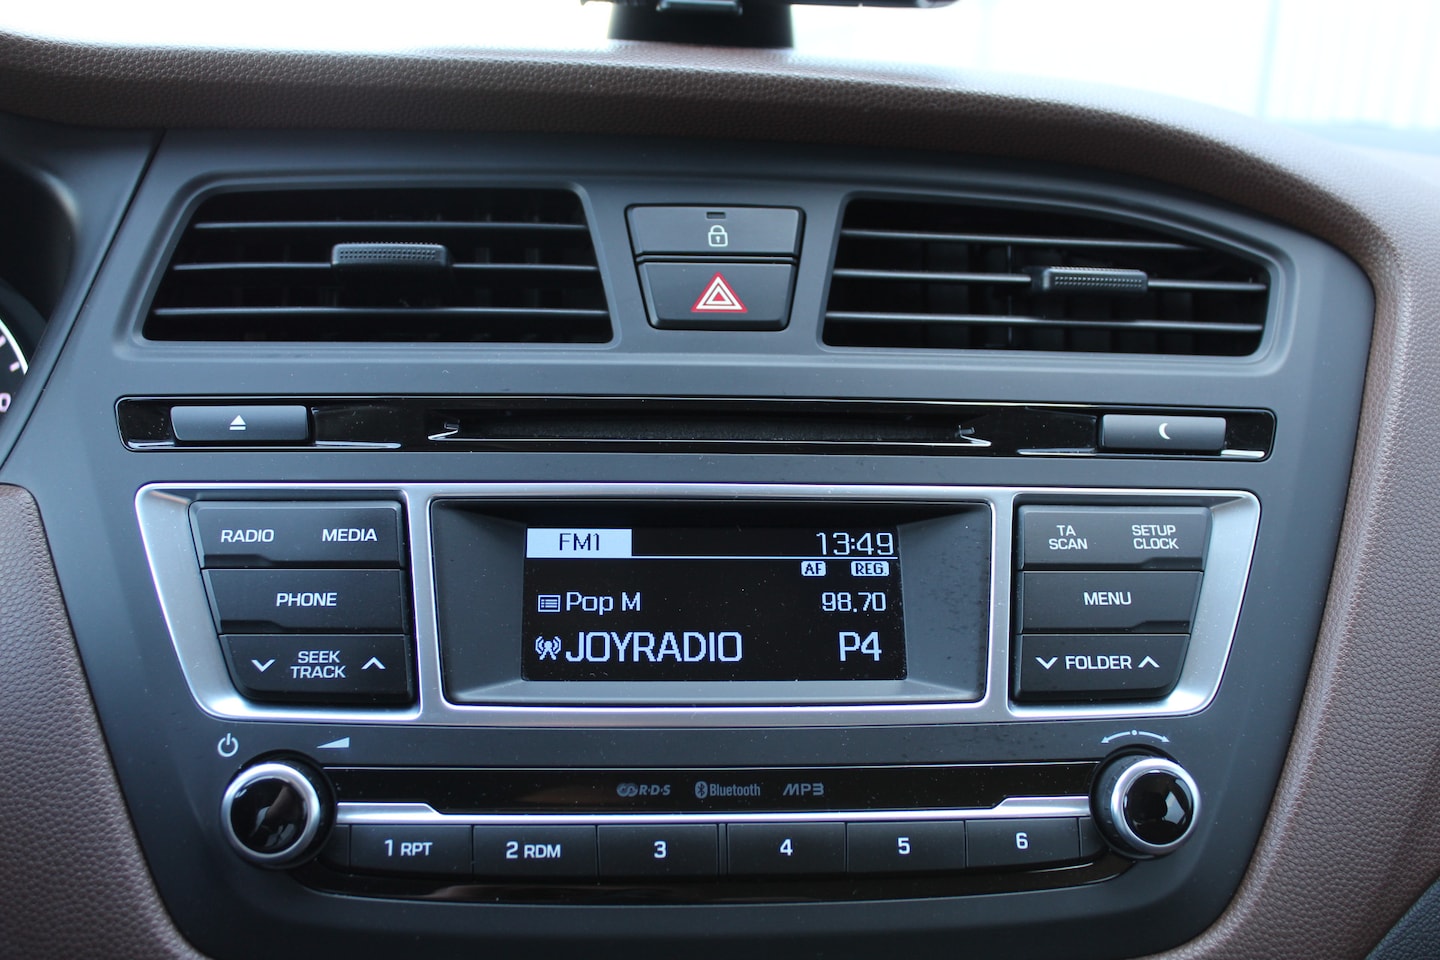 0
RADIO MEDIA
PHONE
SEEK
TRACK
FM1 13:49
AF REG
Pop M 98.70
JOYRADIO P4
TA
SCAN
SETUP
CLOCK
MENU
FOLDER
R·D·S Bluetooth MP3
1 RPT 2 RDM 3 4 5 6